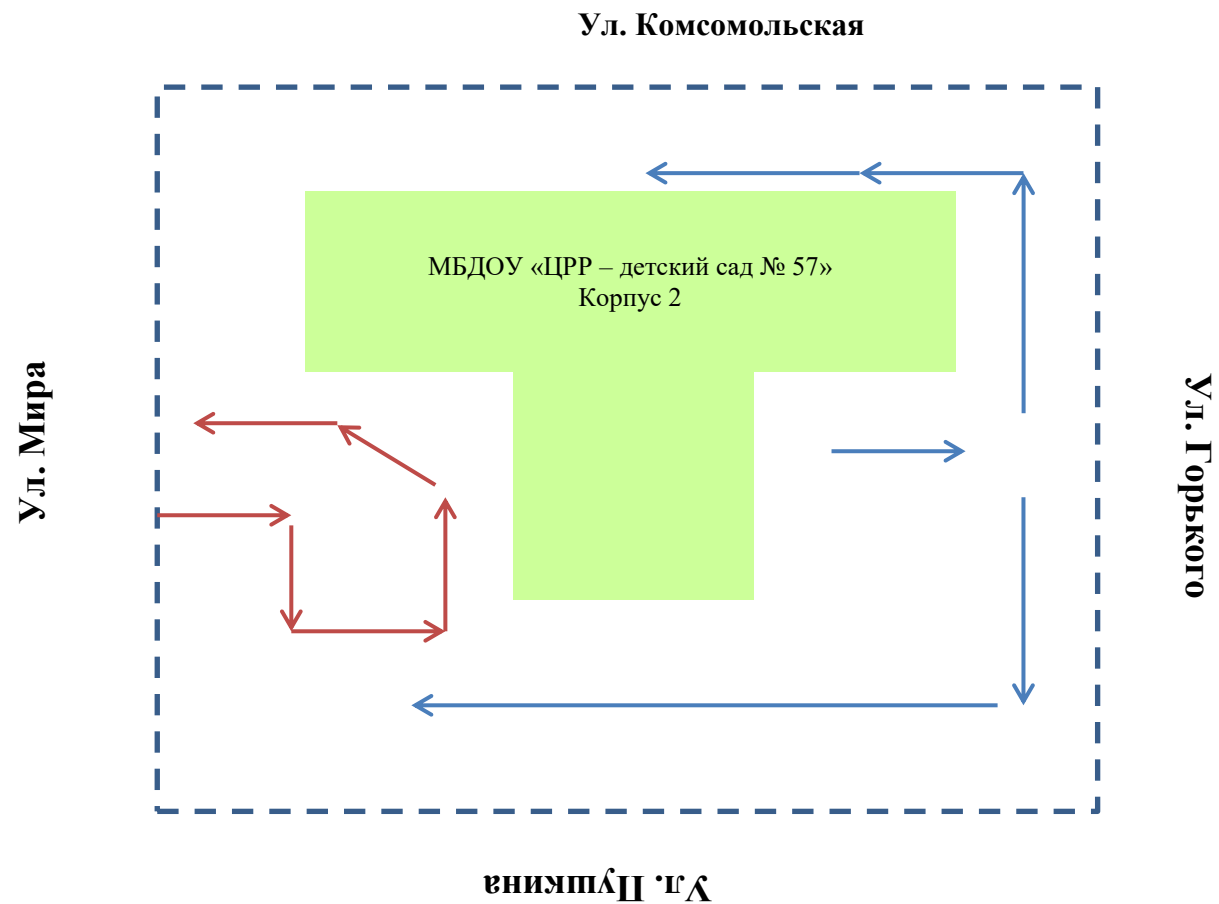 Ул. Комсомольская
МБДОУ «ЦРР – детский сад № 57»
Корпус 2
Ул. Мира
Ул. Горького
Ул. Пушкина